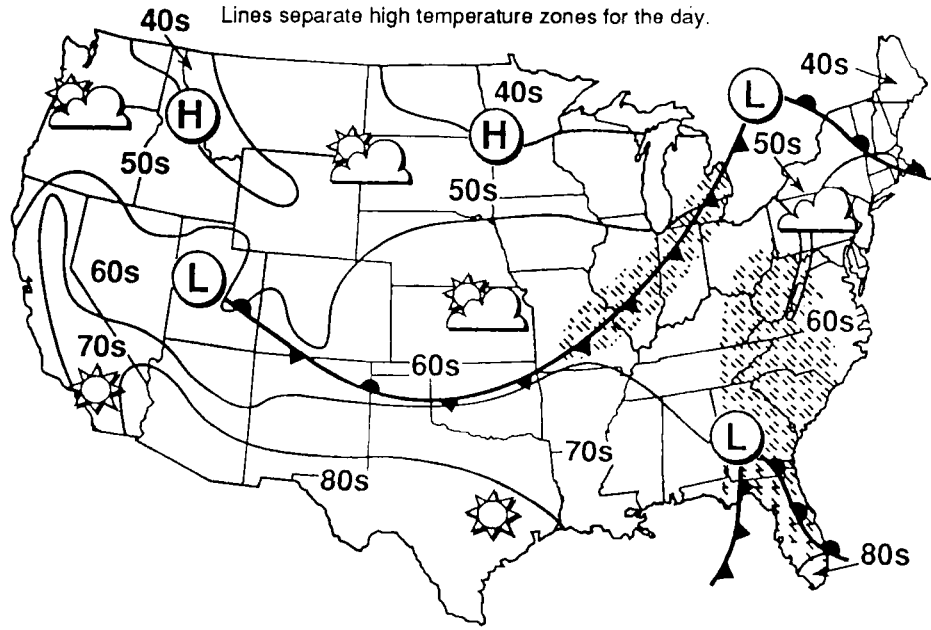 Lines separate high temperature zones for the day.
40s
H
50s
40s
H
50s
L
40s
50s
L
60s
70s
60s
60s
L
70s
80s
80s